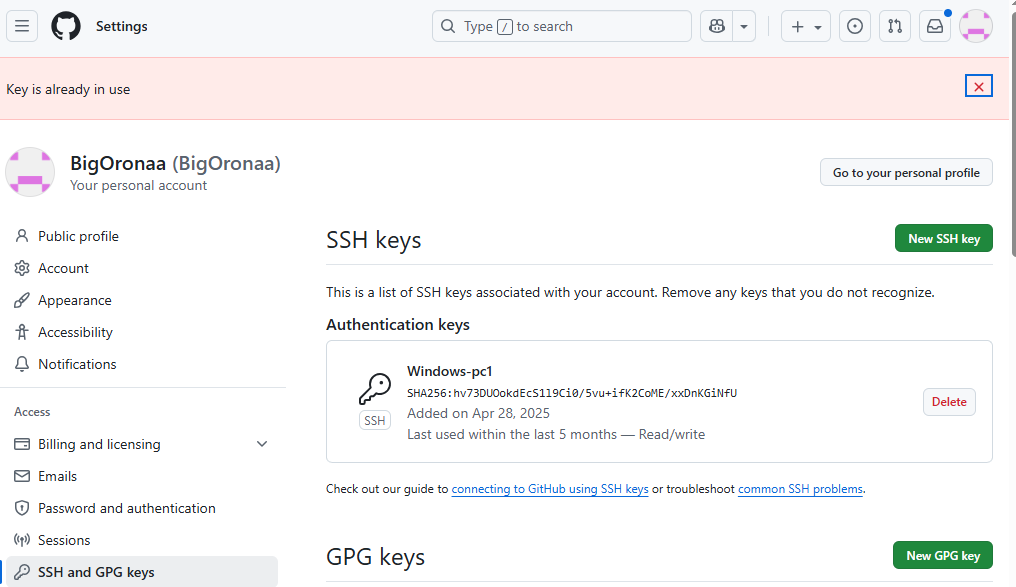 Settings
Type / to search
Key is already in use
BigOronaa (BigOronaa)
Your personal account
Go to your personal profile
Public profile
Account
Appearance
Accessibility
Notifications
Access
Billing and licensing
Emails
Password and authentication
Sessions
SSH and GPG keys
SSH keys
New SSH key
This is a list of SSH keys associated with your account. Remove any keys that you do not recognize.
Authentication keys
SSH
Windows-pc1
SHA256:hv73DUOokdEcS1l9Ci0/5vu+ifK2CoME/xxDnKGiNfU
Added on Apr 28, 2025
Last used within the last 5 months — Read/write
Delete
Check out our guide to connecting to GitHub using SSH keys or troubleshoot common SSH problems.
GPG keys
New GPG key